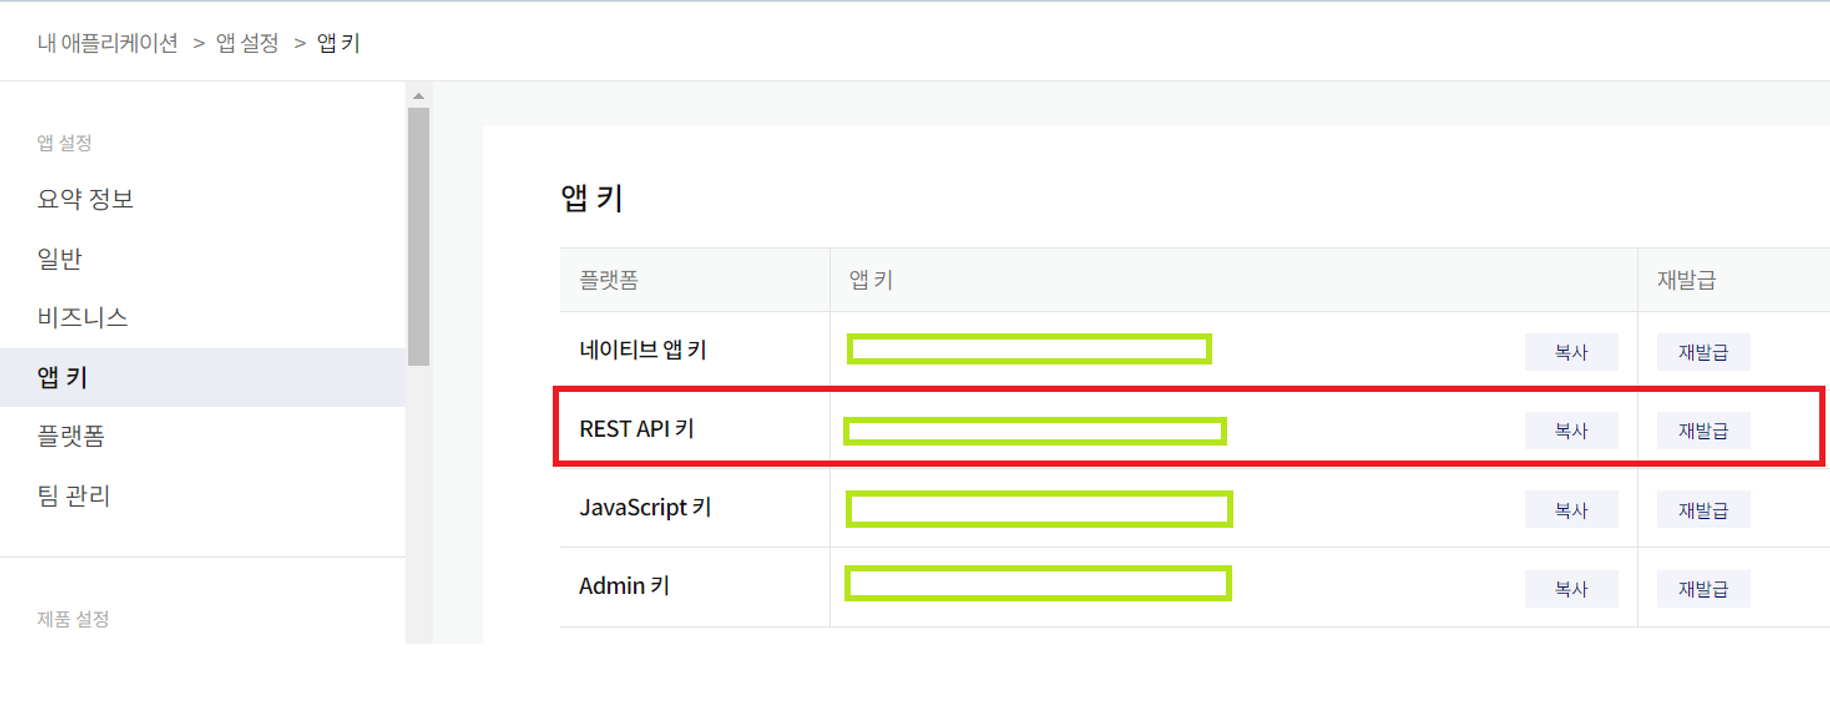 내 애플리케이션 > 앱 설정 > 앱 키
앱 설정
요약 정보
일반
비즈니스
앱 키
플랫폼
팀 관리
제품 설정
앱 키
플랫폼 앱 키 재발급
네이티브 앱 키 복사 재발급
REST API 키 복사 재발급
JavaScript 키 복사 재발급
Admin 키 복사 재발급